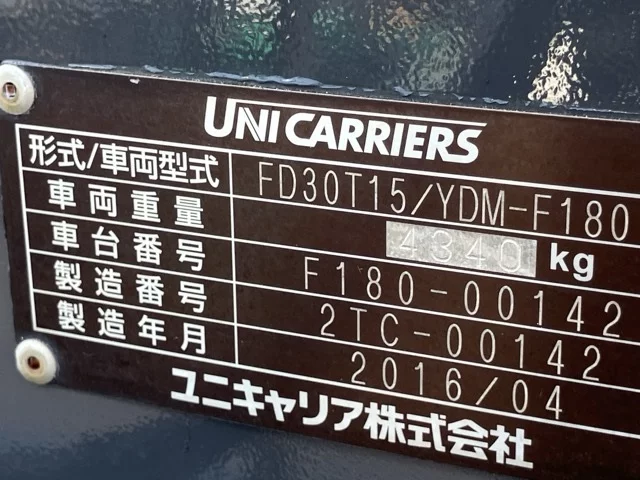 UNICARRIERS
形式/車両型式 FD30T15/YDM-F180
車両重量 4340 kg
車台番号 F180-00142
製造番号 2TC-00142
製造年月 2016/04
ユニキャリア株式会社